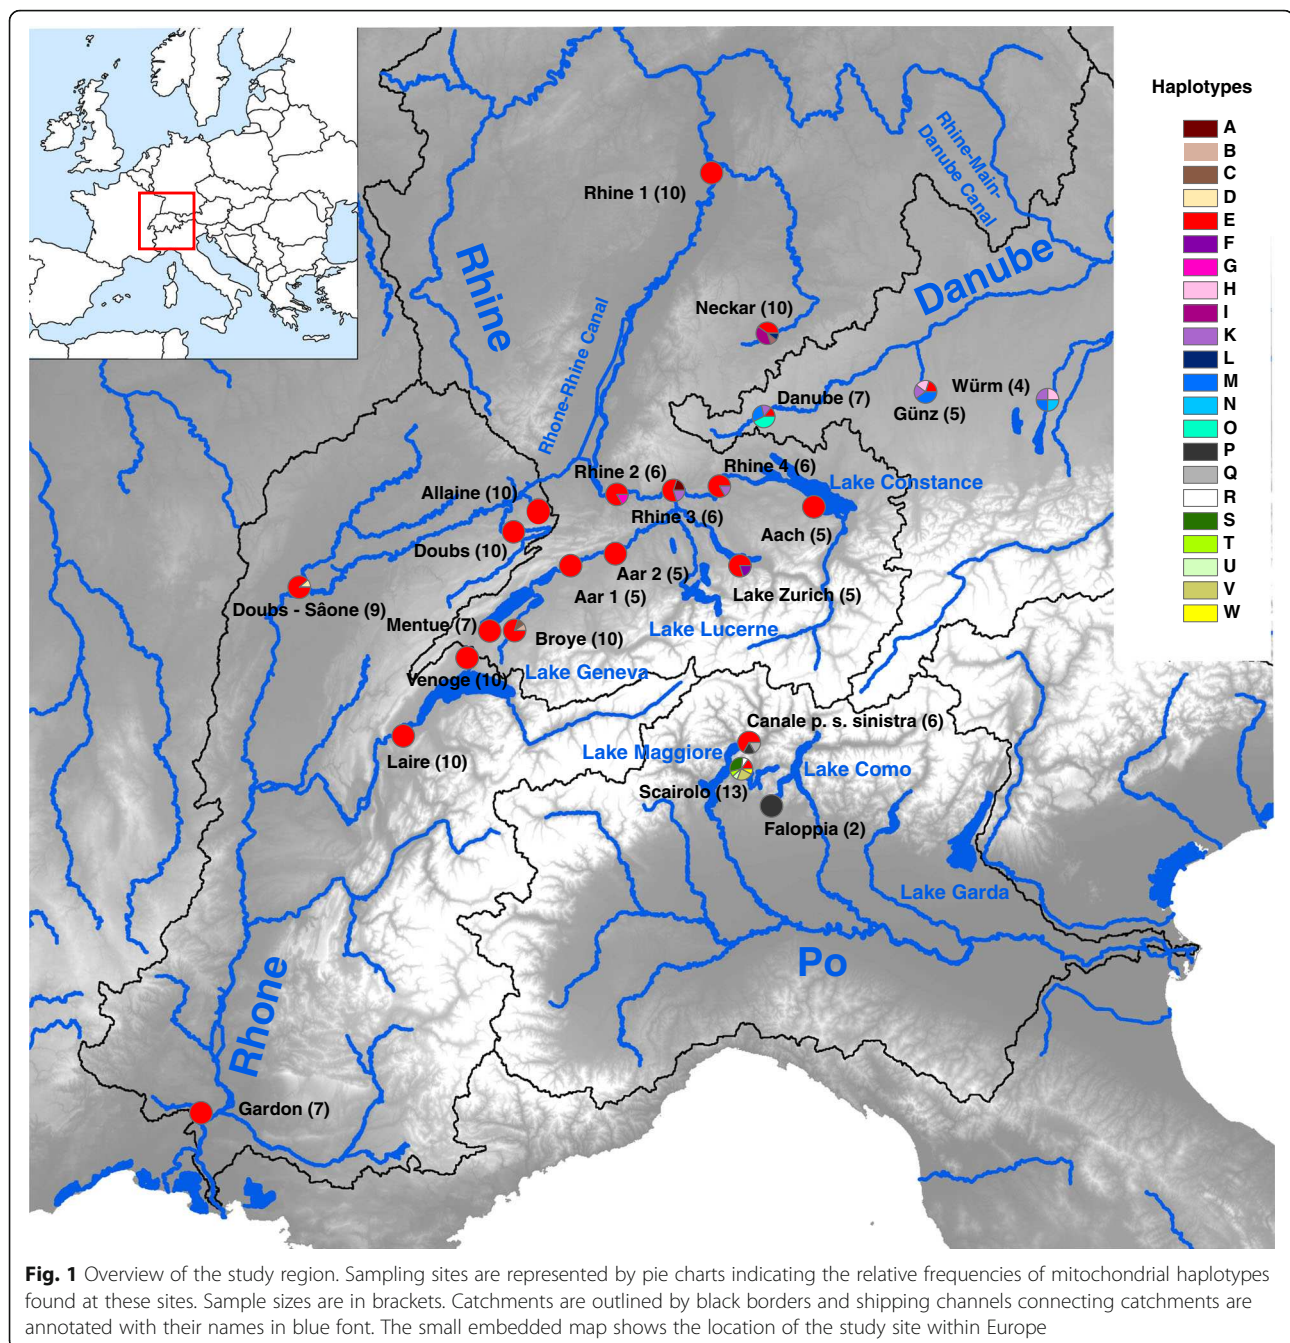 Haplotypes
A
B
C
D
E
F
G
H
I
K
L
M
N
O
P
Q
R
S
T
U
V
W
Rhine-Main-
Danube Canal
Rhine 1 (10)
Rhine
Danube
Neckar (10)
Rhone-Rhine Canal
Danube (7)
Würm (4)
Günz (5)
Rhine 2 (6)
Rhine 4 (6)
Lake Constance
Allaine (10)
Rhine 3 (6)
Aach (5)
Doubs (10)
Aar 2 (5)
Aar 1 (5)
Lake Zurich (5)
Doubs - Sâone (9)
Mentue (7)
Broye (10)
Lake Lucerne
Venoge (10)
Lake Geneva
Canale p. s. sinistra (6)
Laire (10)
Lake Maggiore
Lake Como
Scairolo (13)
Faloppia (2)
Lake Garda
Po
Rhone
Gardon (7)
Fig. 1 Overview of the study region. Sampling sites are represented by pie charts indicating the relative frequencies of mitochondrial haplotypes
found at these sites. Sample sizes are in brackets. Catchments are outlined by black borders and shipping channels connecting catchments are
annotated with their names in blue font. The small embedded map shows the location of the study site within Europe